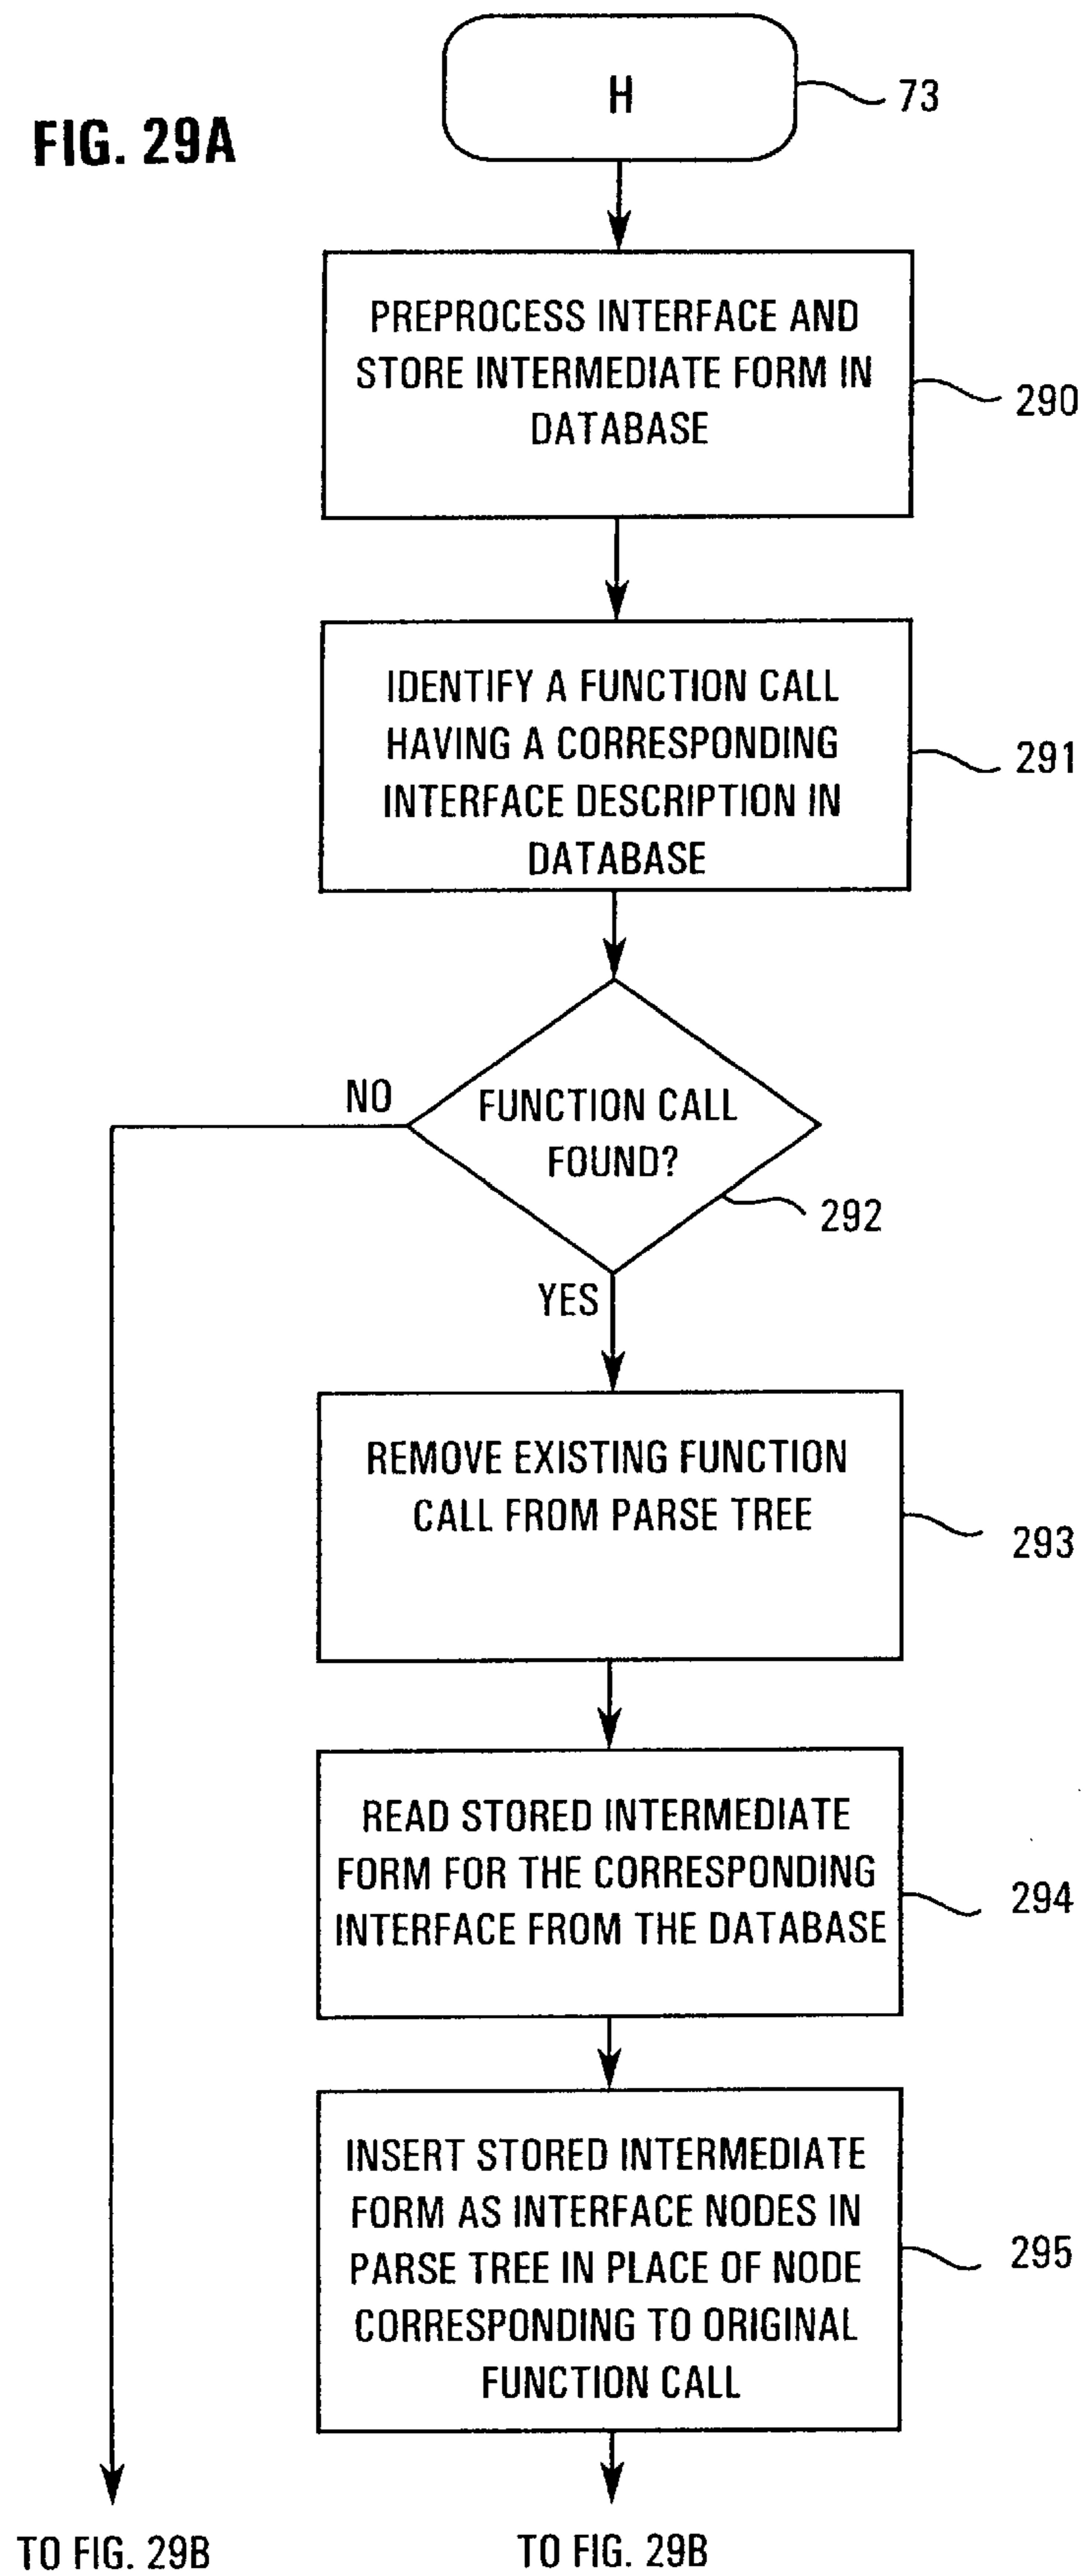 FIG. 29A
H
73
PREPROCESS INTERFACE AND
STORE INTERMEDIATE FORM IN
DATABASE
290
IDENTIFY A FUNCTION CALL
HAVING A CORRESPONDING
INTERFACE DESCRIPTION IN
DATABASE
291
NO
FUNCTION CALL
FOUND?
292
YES
REMOVE EXISTING FUNCTION
CALL FROM PARSE TREE
293
READ STORED INTERMEDIATE
FORM FOR THE CORRESPONDING
INTERFACE FROM THE DATABASE
294
INSERT STORED INTERMEDIATE
FORM AS INTERFACE NODES IN
PARSE TREE IN PLACE OF NODE
CORRESPONDING TO ORIGINAL
FUNCTION CALL
295
TO FIG. 29B
TO FIG. 29B